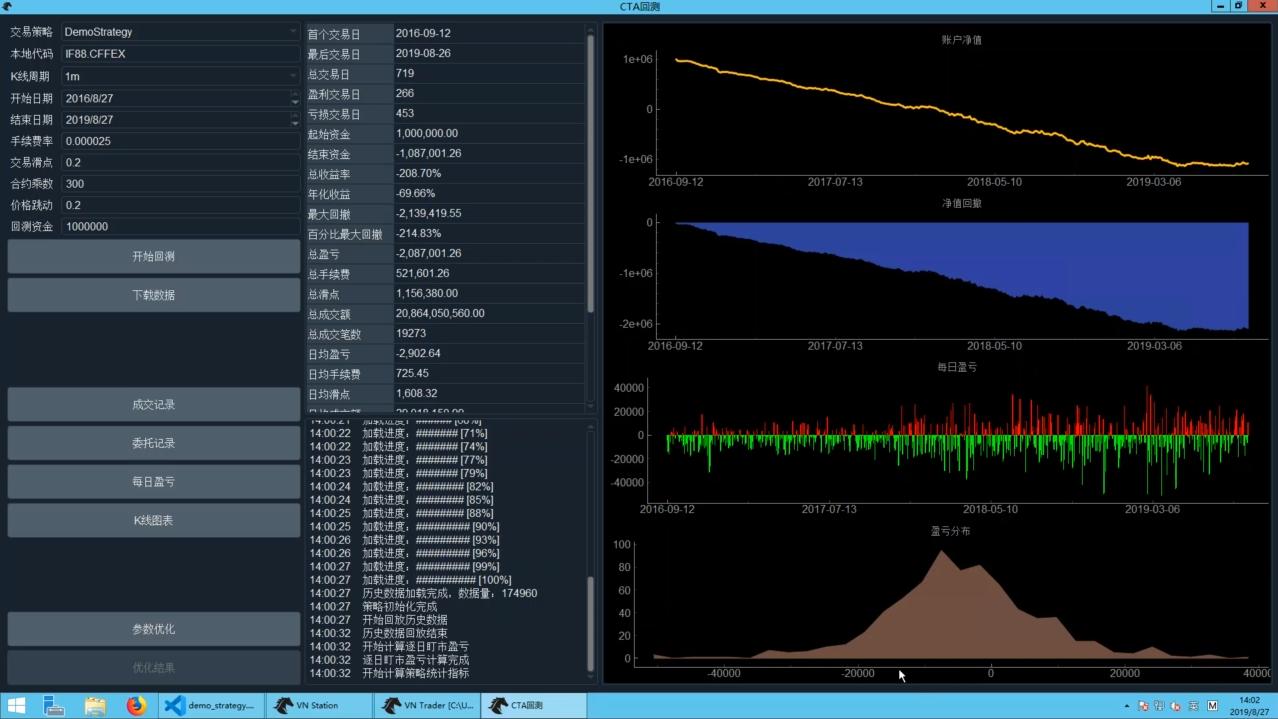 CTA回测
交易策略 DemoStrategy
本地代码 IF88.CFFEX
K线周期 1m
开始日期 2016/8/27
结束日期 2019/8/27
手续费率 0.000025
交易滑点 0.2
合约乘数 300
价格跳动 0.2
回测资金 1000000
开始回测
下载数据
成交记录
委托记录
每日盈亏
K线图表
参数优化
优化结果
首个交易日 2016-09-12
最后交易日 2019-08-26
总交易日 719
盈利交易日 266
亏损交易日 453
起始资金 1,000,000.00
结束资金 -1,087,001.26
总收益率 -208.70%
年化收益 -69.66%
最大回撤 -2,139,419.55
百分比最大回撤 -214.83%
总盈亏 -2,087,001.26
总手续费 521,601.26
总滑点 1,156,380.00
总成交额 20,864,050,560.00
总成交笔数 19273
日均盈亏 -2,902.64
日均手续费 725.45
日均滑点 1,608.32
14:00:22 加载进度：####### [71%]
14:00:22 加载进度：####### [74%]
14:00:23 加载进度：####### [77%]
14:00:23 加载进度：####### [79%]
14:00:24 加载进度：######## [82%]
14:00:24 加载进度：######## [85%]
14:00:25 加载进度：######## [88%]
14:00:25 加载进度：######### [90%]
14:00:26 加载进度：######### [93%]
14:00:26 加载进度：######### [96%]
14:00:27 加载进度：######### [99%]
14:00:27 加载进度：########## [100%]
14:00:27 历史数据加载完成，数据量：174960
14:00:27 策略初始化完成
14:00:27 开始回放历史数据
14:00:32 历史数据回放结束
14:00:32 开始计算逐日盯市盈亏
14:00:32 逐日盯市盈亏计算完成
14:00:32 开始计算策略统计指标
账户净值
1e+06
0
-1e+06
2016-09-12 2017-07-13 2018-05-10 2019-03-06
净值回撤
0
-1e+06
-2e+06
2016-09-12 2017-07-13 2018-05-10 2019-03-06
每日盈亏
40000
20000
0
-20000
-40000
2016-09-12 2017-07-13 2018-05-10 2019-03-06
盈亏分布
100
80
60
40
20
0
-40000 -20000 0 20000 40000
demo_strategy....
VN Station
VN Trader [C:\U...
CTA回测
英 M
14:02
2019/8/27